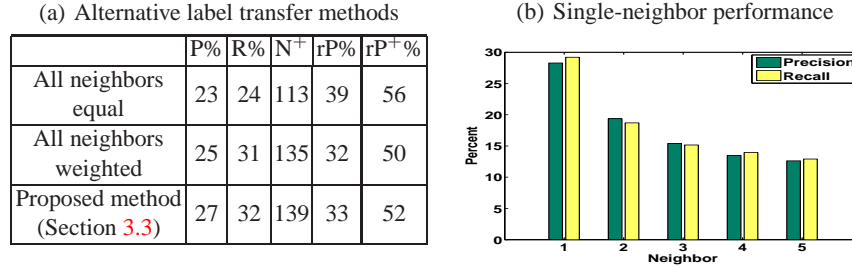 (a) Alternative label transfer methods
P% R% N+ rP% rP+%
All neighbors equal 23 24 113 39 56
All neighbors weighted 25 31 135 32 50
Proposed method (Section 3.3) 27 32 139 33 52
(b) Single-neighbor performance
Precision
Recall
Percent
30
25
20
15
10
5
0
1 2 3 4 5
Neighbor